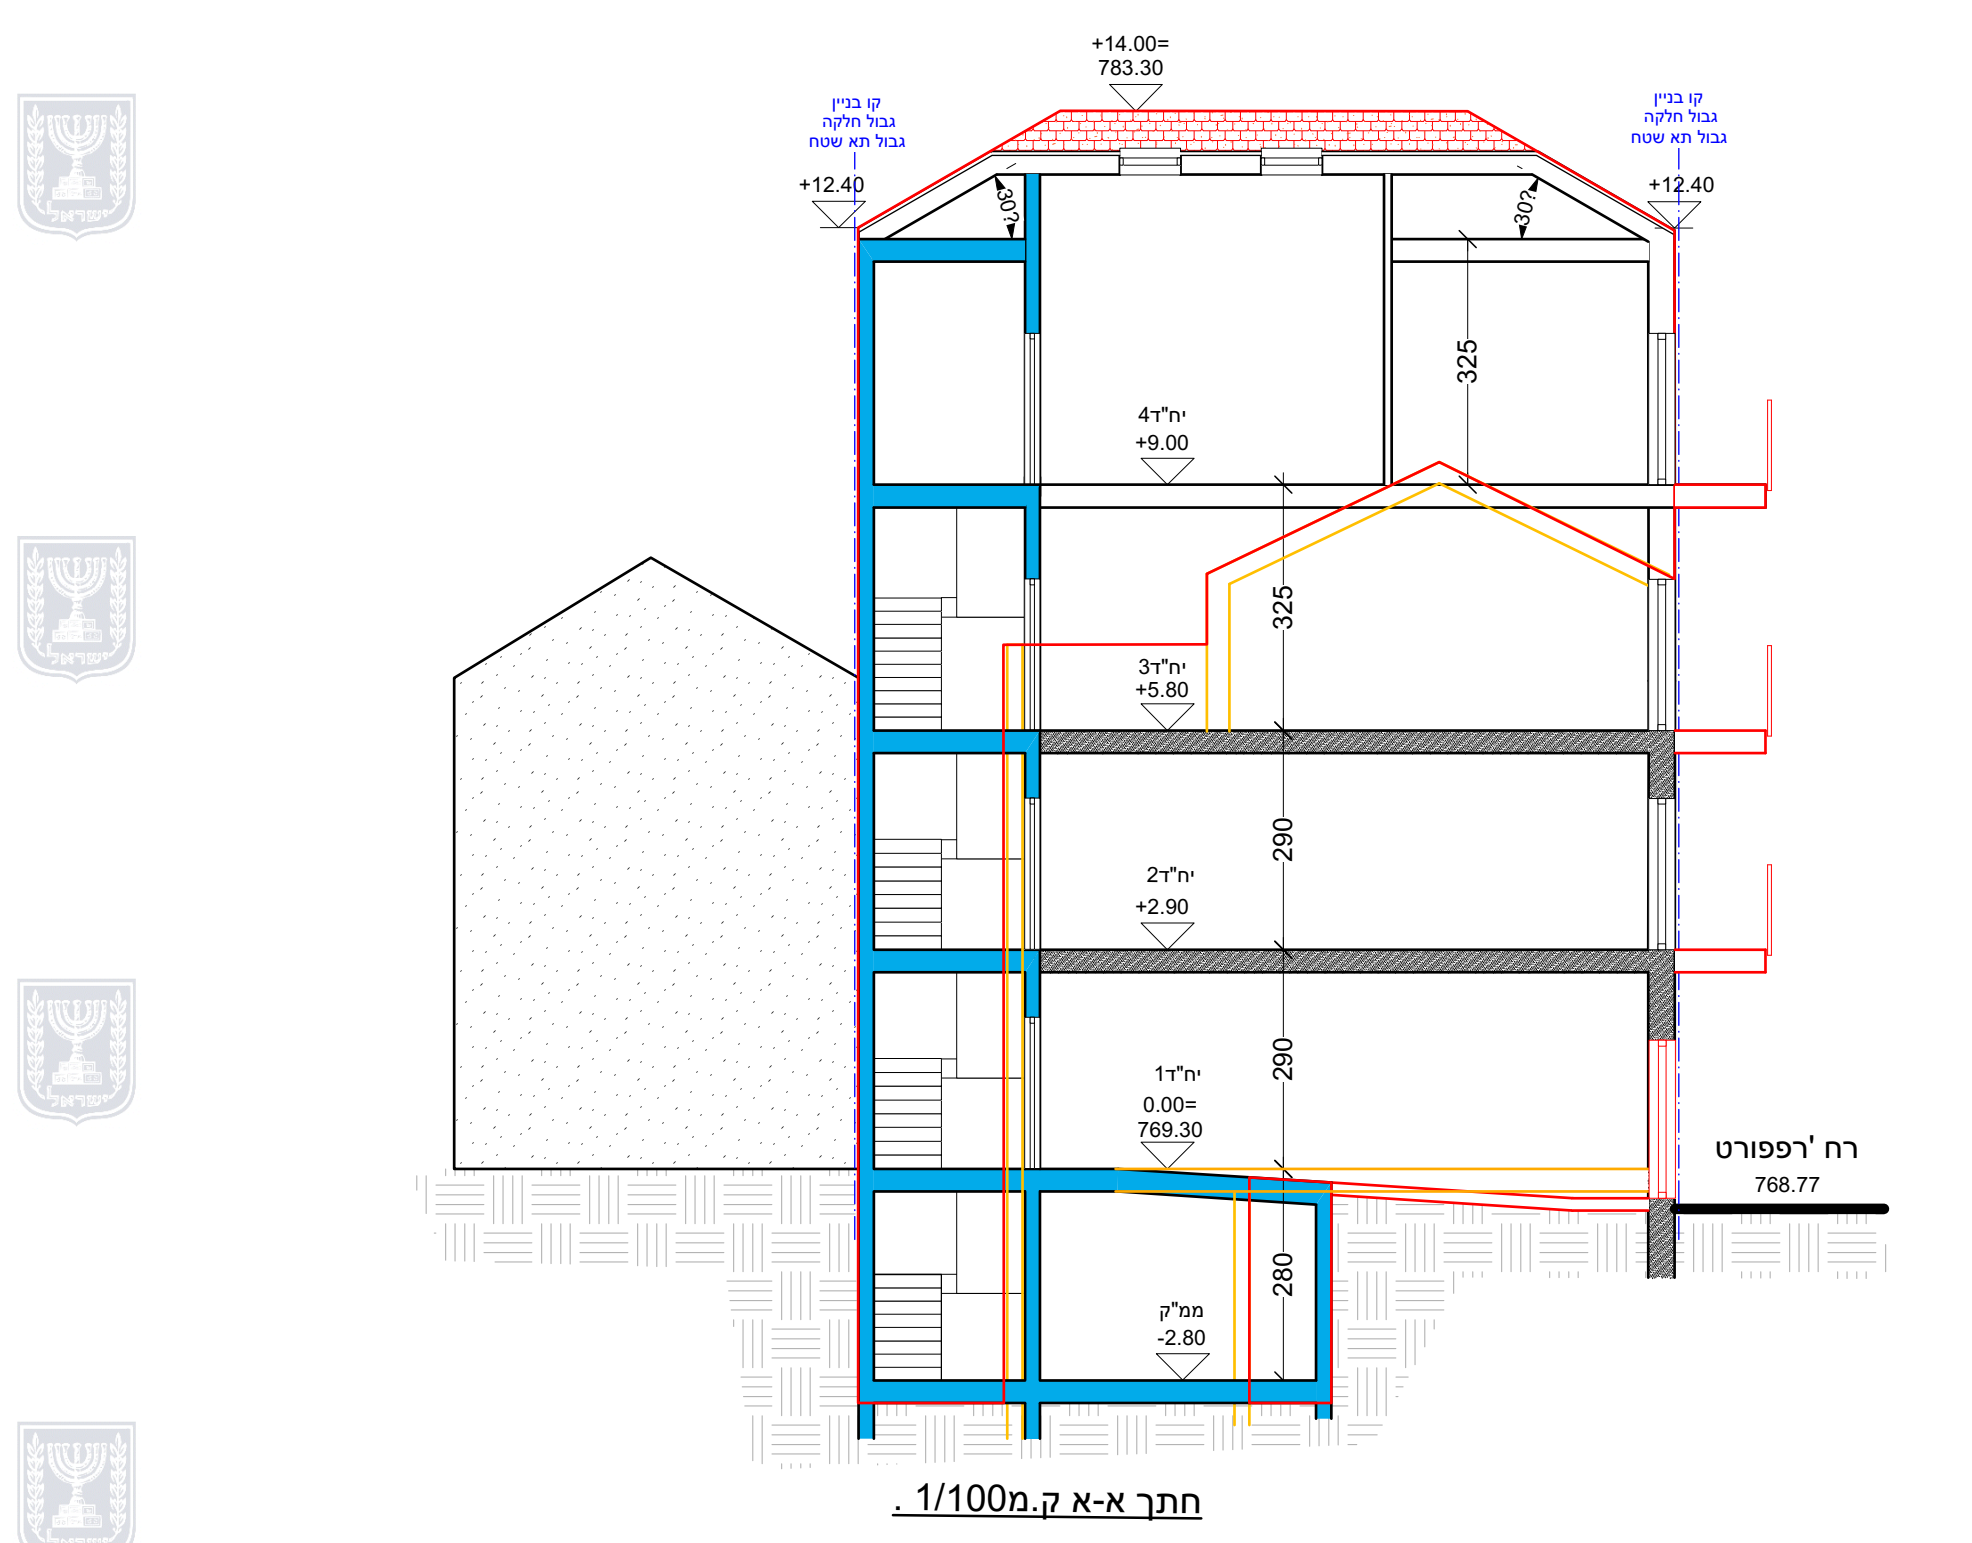 +14.00=
783.30
קו בניין
גבול חלקה
גבול תא שטח
קו בניין
גבול חלקה
גבול תא שטח
+12.40
+12.40
30?
30?
325
יח"ד4
+9.00
325
יח"ד3
+5.80
290
יח"ד2
+2.90
290
יח"ד1
0.00=
769.30
רח 'רפפורט
768.77
280
ממ"ק
-2.80
חתך א-א ק.מ1/100 .
ישראל
ישראל
ישראל